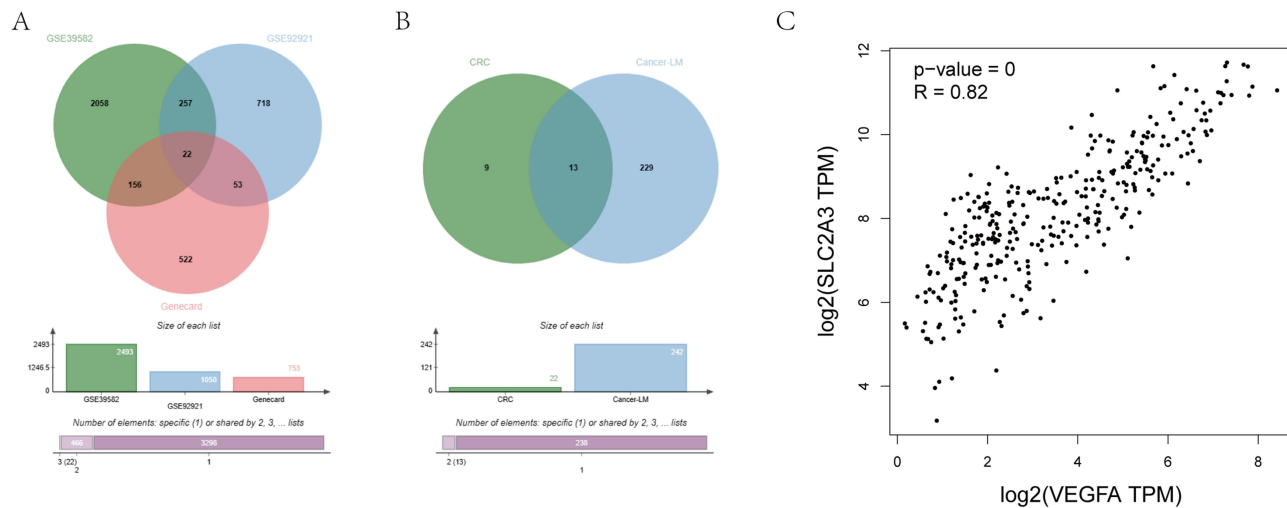 A
GSE39582
GSE92921
2058
257
718
22
156
53
522
Genecard
Size of each list
2493
1246.5
0
2493
1050
753
GSE39582
GSE92921
Genecard
Number of elements: specific (1) or shared by 2, 3, ... lists
466
3298
3 (22)
2
1
B
CRC
Cancer-LM
9
13
229
Size of each list
242
121
0
22
242
CRC
Cancer-LM
Number of elements: specific (1) or shared by 2, 3, ... lists
238
2 (13)
1
C
p-value = 0
R = 0.82
log2(SLC2A3 TPM)
12
10
8
6
4
0
2
4
6
8
log2(VEGFA TPM)